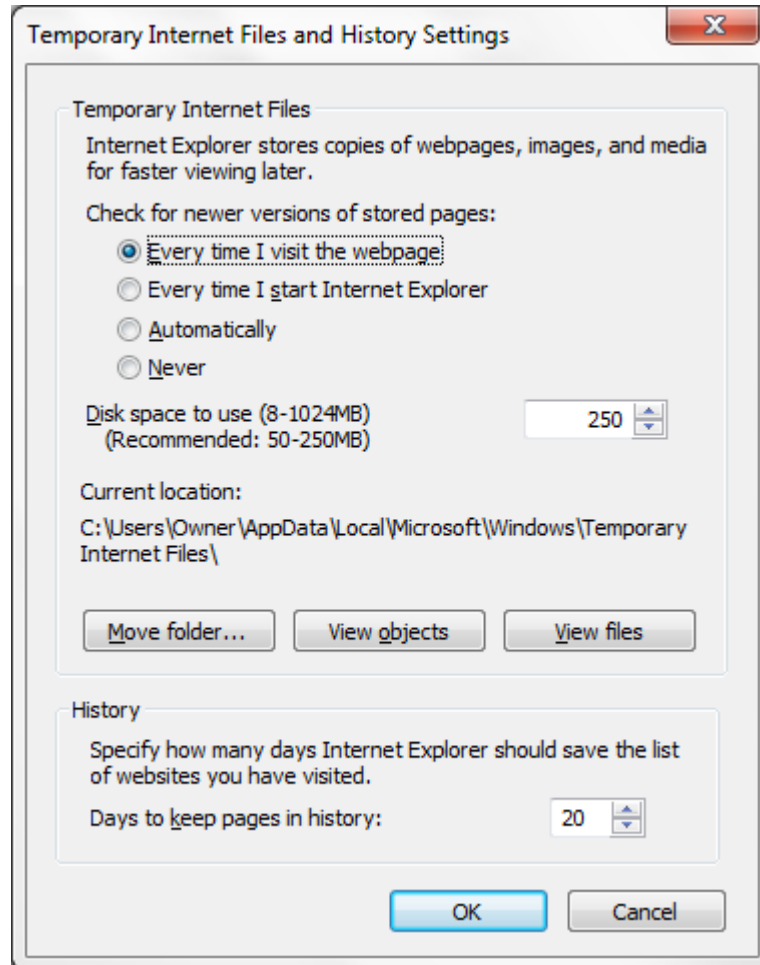 Temporary Internet Files and History Settings
Temporary Internet Files
Internet Explorer stores copies of webpages, images, and media
for faster viewing later.
Check for newer versions of stored pages:
Every time I visit the webpage
Every time I start Internet Explorer
Automatically
Never
Disk space to use (8-1024MB)
(Recommended: 50-250MB)
250
Current location:
C:\Users\Owner\AppData\Local\Microsoft\Windows\Temporary
Internet Files\
Move folder... View objects View files
History
Specify how many days Internet Explorer should save the list
of websites you have visited.
Days to keep pages in history: 20
OK Cancel